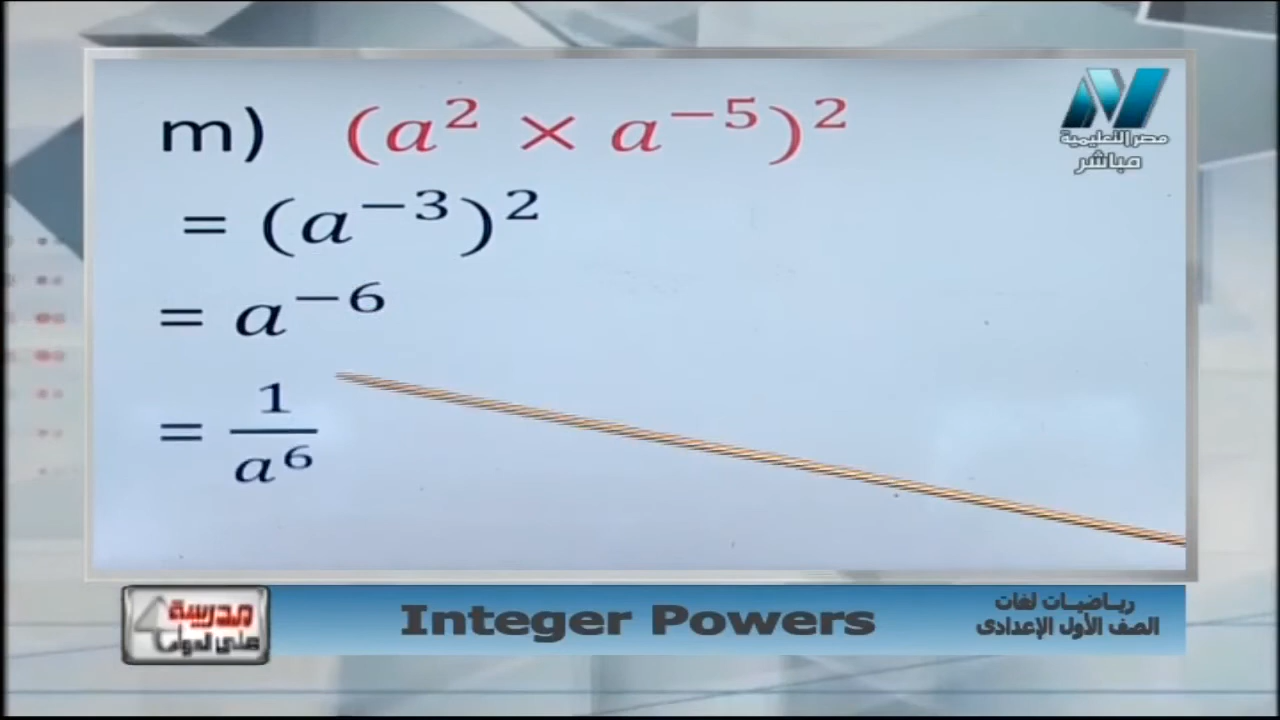 m) (a² × a⁻⁵)²
= (a⁻³)²
= a⁻⁶
= 1/a⁶
مصر التعليمية
مباشر
مدرسة
على الهواء
Integer Powers
رياضيات لغات
الصف الأول الإعدادى